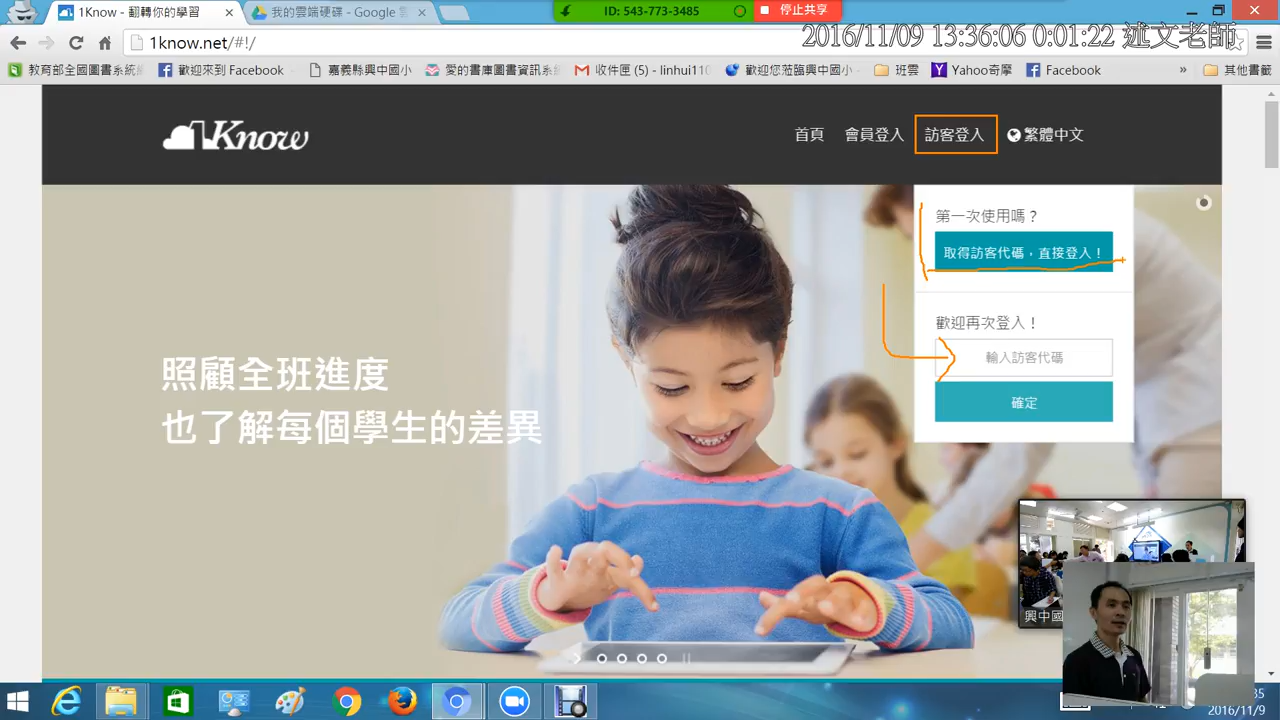 1Know - 翻轉你的學習
我的雲端硬碟 - Google
ID: 543-773-3485
停止共享
1know.net/#!/
2016/11/09 13:36:06 0:01:22 述文老師
教育部全國圖書系統
歡迎來到 Facebook
嘉義縣興中國小
愛的書庫圖書資訊系
收件匣 (5) - linhui110
歡迎您蒞臨興中國小
班雲
Yahoo奇摩
Facebook
»
其他書籤
1Know
首頁
會員登入
訪客登入
繁體中文
第一次使用嗎？
取得訪客代碼，直接登入！
歡迎再次登入！
輸入訪客代碼
確定
照顧全班進度
也了解每個學生的差異
興中國
35
2016/11/9